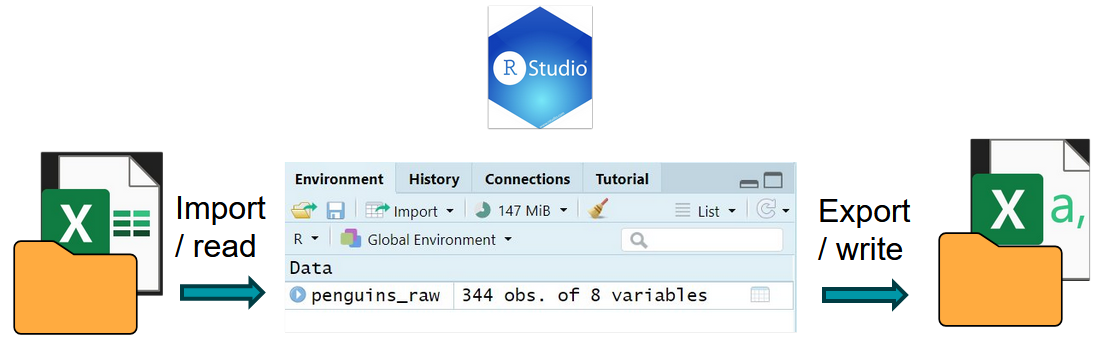 R Studio
X
Import
/ read
Environment History Connections Tutorial
Import 147 MiB List
R Global Environment
Data
penguins_raw 344 obs. of 8 variables
Export
/ write
X a,